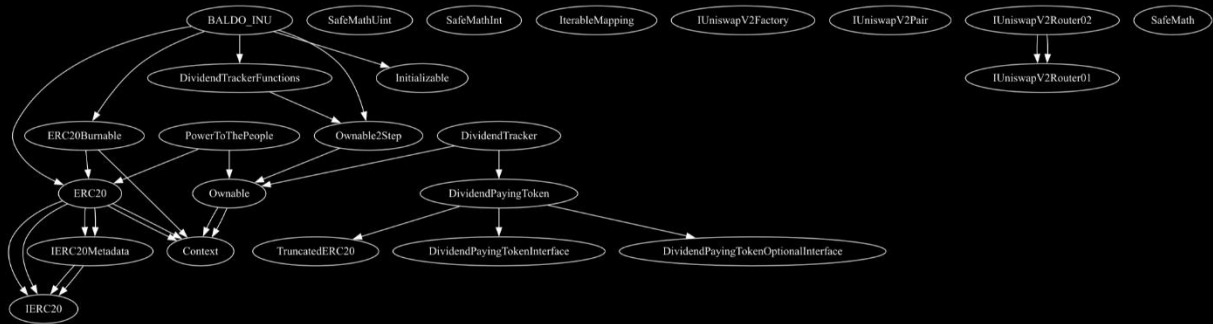 BALDO_INU
SafeMathUint
SafeMathInt
IterableMapping
IUniswapV2Factory
IUniswapV2Pair
IUniswapV2Router02
SafeMath
DividendTrackerFunctions
Initializable
IUniswapV2Router01
ERC20Burnable
PowerToThePeople
Ownable2Step
DividendTracker
ERC20
Ownable
DividendPayingToken
IERC20Metadata
Context
TruncatedERC20
DividendPayingTokenInterface
DividendPayingTokenOptionalInterface
IERC20